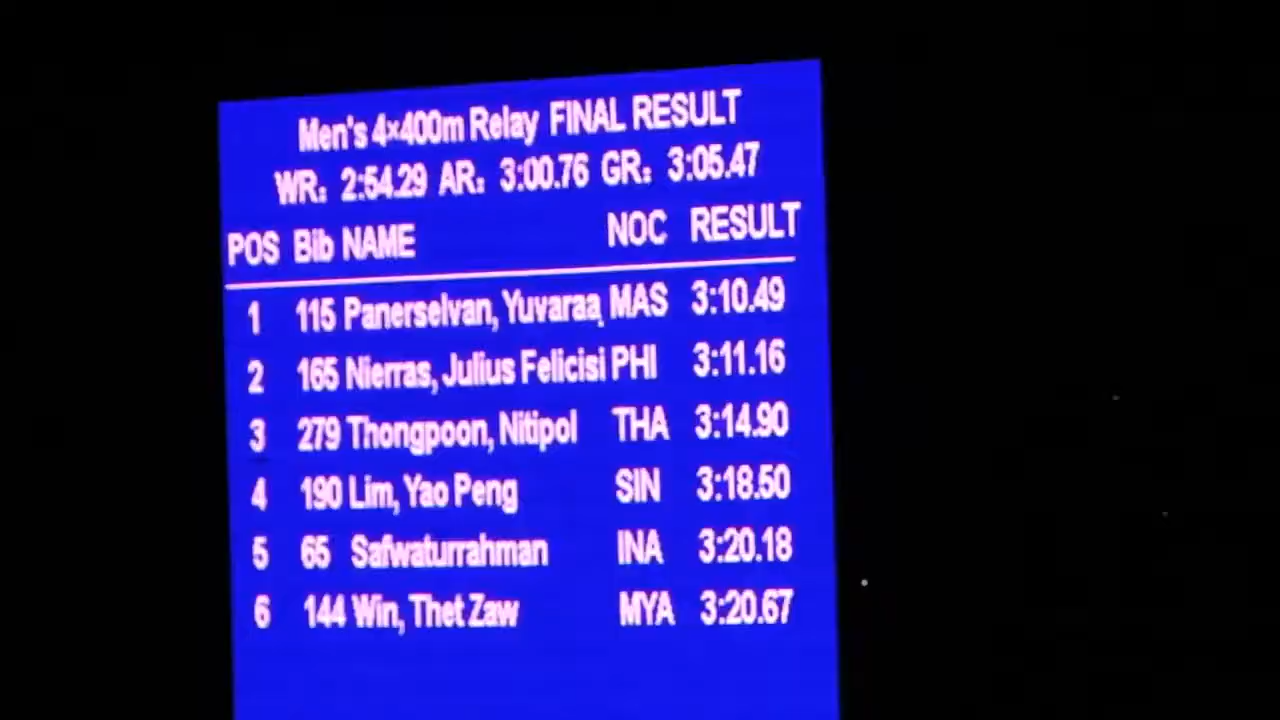 Men's 4×400m Relay FINAL RESULT
WR: 2:54.29 AR: 3:00.76 GR: 3:05.47
POS Bib NAME NOC RESULT
1 115 Panerselvan, Yuvaraa MAS 3:10.49
2 165 Nierras, Julius Felicisi PHI 3:11.16
3 279 Thongpoon, Nitipol THA 3:14.90
4 190 Lim, Yao Peng SIN 3:18.50
5 65 Safwaturrahman INA 3:20.18
6 144 Win, Thet Zaw MYA 3:20.67